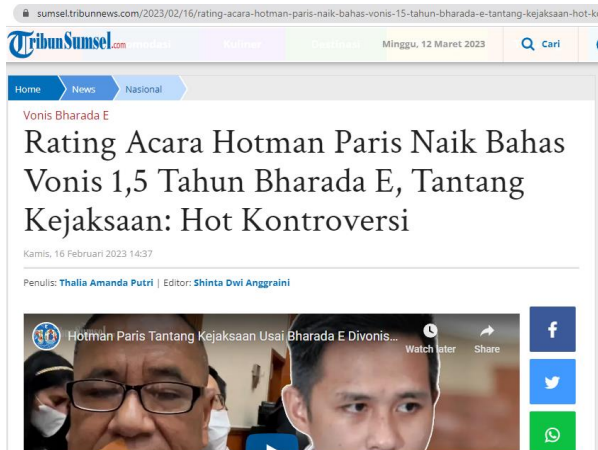 sumsel.tribunnews.com/2023/02/16/rating-acara-hotman-paris-naik-bahas-vonis-15-tahun-bharada-e-tantang-kejaksaan-hot-k
TribunSumsel.com
Kuliner
Minggu, 12 Maret 2023
Cari
Home
News
Nasional
Vonis Bharada E
Rating Acara Hotman Paris Naik Bahas
Vonis 1,5 Tahun Bharada E, Tantang
Kejaksaan: Hot Kontroversi
Kamis, 16 Februari 2023 14:37
Penulis: Thalia Amanda Putri | Editor: Shinta Dwi Anggraini
Hotman Paris Tantang Kejaksaan Usai Bharada E Divonis...
Watch later
Share